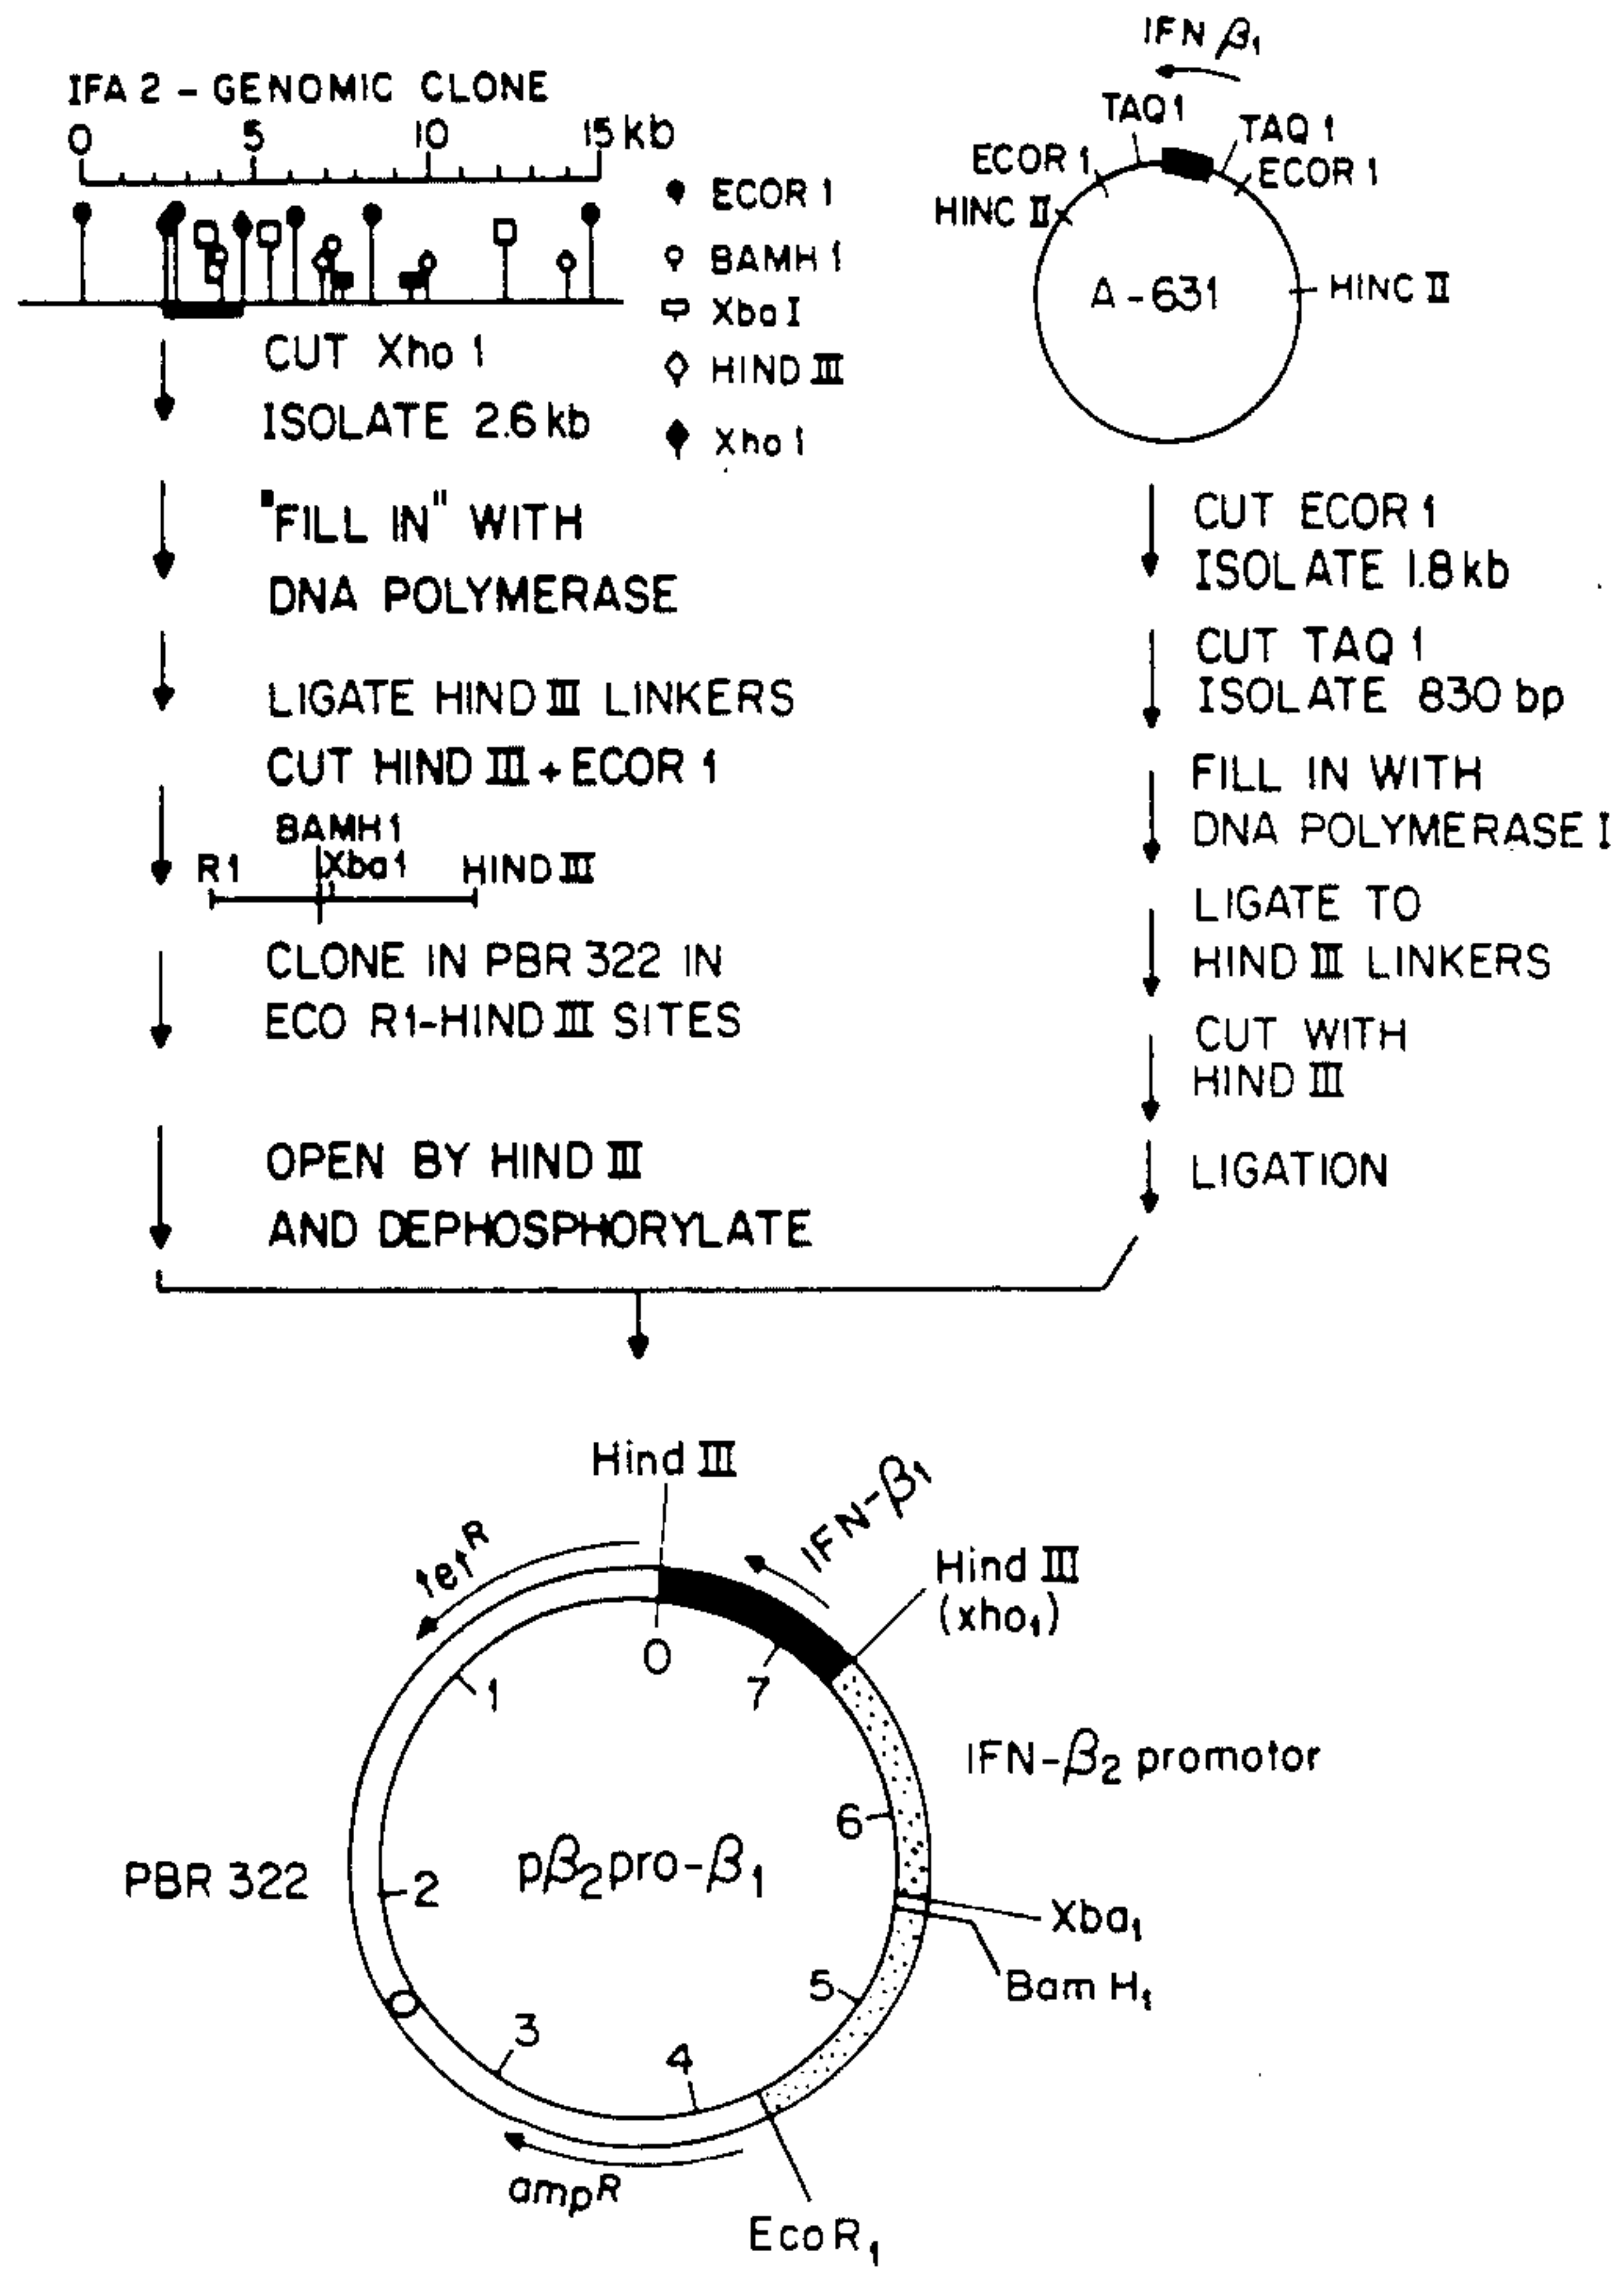 IFA 2 - GENOMIC CLONE
0 5 10 15 kb
ECOR 1
BAMH 1
Xba I
HIND III
Xho 1
CUT Xho 1
ISOLATE 2.6 kb
"FILL IN" WITH
DNA POLYMERASE
LIGATE HIND III LINKERS
CUT HIND III + ECOR 1
BAMH 1
R1 Xba 1 HIND III
CLONE IN PBR 322 IN
ECO R1-HIND III SITES
OPEN BY HIND III
AND DEPHOSPHORYLATE
IFN β1
TAQ 1
TAQ 1
ECOR 1
ECOR 1
HINC II
A - 631
HINC II
CUT ECOR 1
ISOLATE 1.8 kb
CUT TAQ 1
ISOLATE 830 bp
FILL IN WITH
DNA POLYMERASE I
LIGATE TO
HIND III LINKERS
CUT WITH
HIND III
LIGATION
Hind III
IFN-β1
tetR
Hind III
(xho1)
0
7
1
IFN-β2 promotor
6
PBR 322
2
pβ2pro-β1
Xba1
Bam H1
5
3
4
ampR
EcoR1